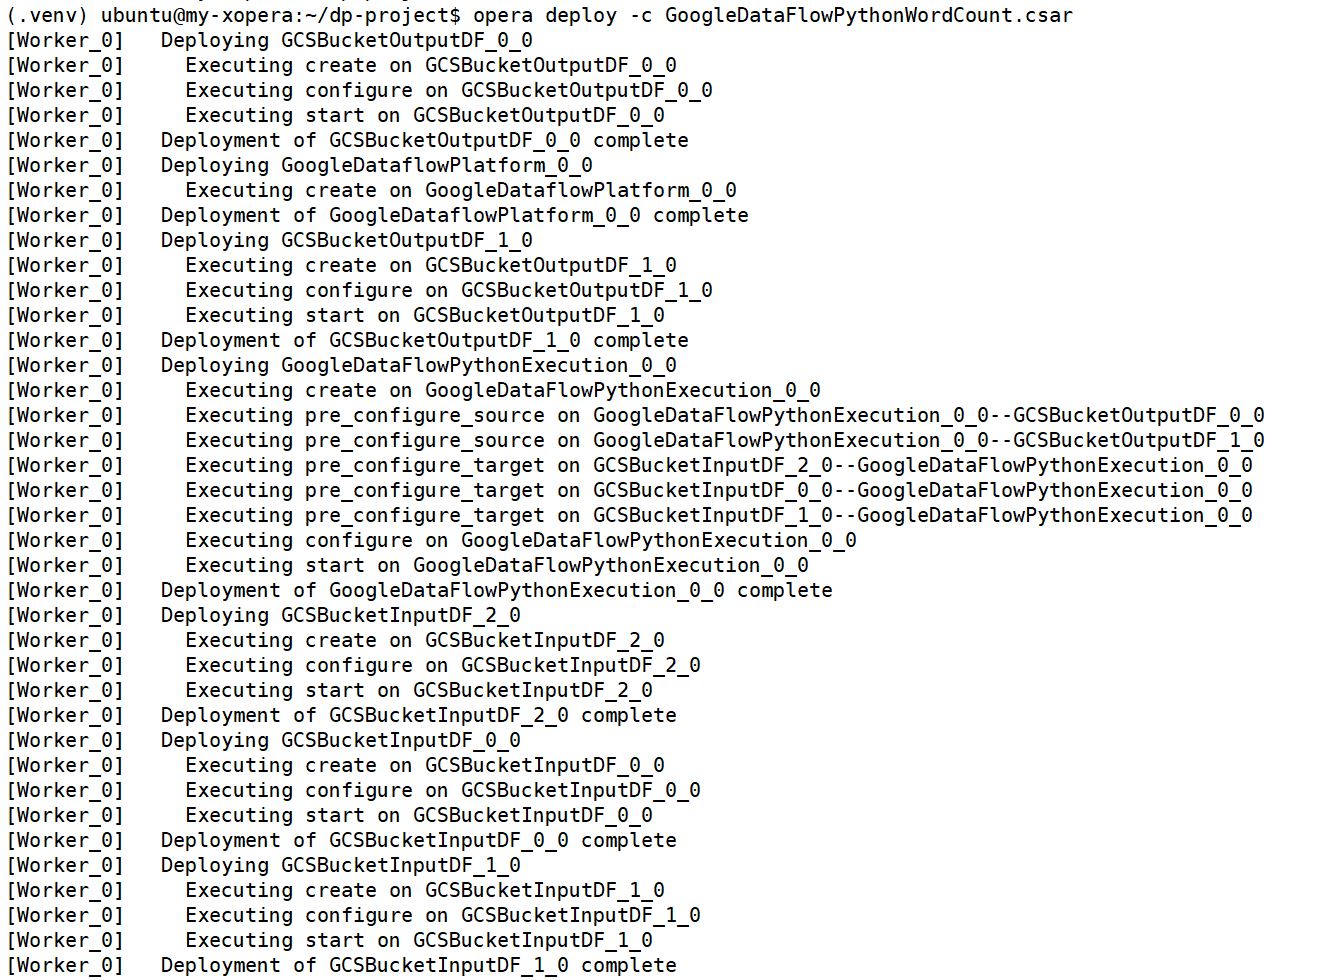 (.venv) ubuntu@my-xopera:~/dp-project$ opera deploy -c GoogleDataFlowPythonWordCount.csar
[Worker_0]   Deploying GCSBucketOutputDF_0_0
[Worker_0]     Executing create on GCSBucketOutputDF_0_0
[Worker_0]     Executing configure on GCSBucketOutputDF_0_0
[Worker_0]     Executing start on GCSBucketOutputDF_0_0
[Worker_0]   Deployment of GCSBucketOutputDF_0_0 complete
[Worker_0]   Deploying GoogleDataflowPlatform_0_0
[Worker_0]     Executing create on GoogleDataflowPlatform_0_0
[Worker_0]   Deployment of GoogleDataflowPlatform_0_0 complete
[Worker_0]   Deploying GCSBucketOutputDF_1_0
[Worker_0]     Executing create on GCSBucketOutputDF_1_0
[Worker_0]     Executing configure on GCSBucketOutputDF_1_0
[Worker_0]     Executing start on GCSBucketOutputDF_1_0
[Worker_0]   Deployment of GCSBucketOutputDF_1_0 complete
[Worker_0]   Deploying GoogleDataFlowPythonExecution_0_0
[Worker_0]     Executing create on GoogleDataFlowPythonExecution_0_0
[Worker_0]     Executing pre_configure_source on GoogleDataFlowPythonExecution_0_0--GCSBucketOutputDF_0_0
[Worker_0]     Executing pre_configure_source on GoogleDataFlowPythonExecution_0_0--GCSBucketOutputDF_1_0
[Worker_0]     Executing pre_configure_target on GCSBucketInputDF_2_0--GoogleDataFlowPythonExecution_0_0
[Worker_0]     Executing pre_configure_target on GCSBucketInputDF_0_0--GoogleDataFlowPythonExecution_0_0
[Worker_0]     Executing pre_configure_target on GCSBucketInputDF_1_0--GoogleDataFlowPythonExecution_0_0
[Worker_0]     Executing configure on GoogleDataFlowPythonExecution_0_0
[Worker_0]     Executing start on GoogleDataFlowPythonExecution_0_0
[Worker_0]   Deployment of GoogleDataFlowPythonExecution_0_0 complete
[Worker_0]   Deploying GCSBucketInputDF_2_0
[Worker_0]     Executing create on GCSBucketInputDF_2_0
[Worker_0]     Executing configure on GCSBucketInputDF_2_0
[Worker_0]     Executing start on GCSBucketInputDF_2_0
[Worker_0]   Deployment of GCSBucketInputDF_2_0 complete
[Worker_0]   Deploying GCSBucketInputDF_0_0
[Worker_0]     Executing create on GCSBucketInputDF_0_0
[Worker_0]     Executing configure on GCSBucketInputDF_0_0
[Worker_0]     Executing start on GCSBucketInputDF_0_0
[Worker_0]   Deployment of GCSBucketInputDF_0_0 complete
[Worker_0]   Deploying GCSBucketInputDF_1_0
[Worker_0]     Executing create on GCSBucketInputDF_1_0
[Worker_0]     Executing configure on GCSBucketInputDF_1_0
[Worker_0]     Executing start on GCSBucketInputDF_1_0
[Worker_0]   Deployment of GCSBucketInputDF_1_0 complete